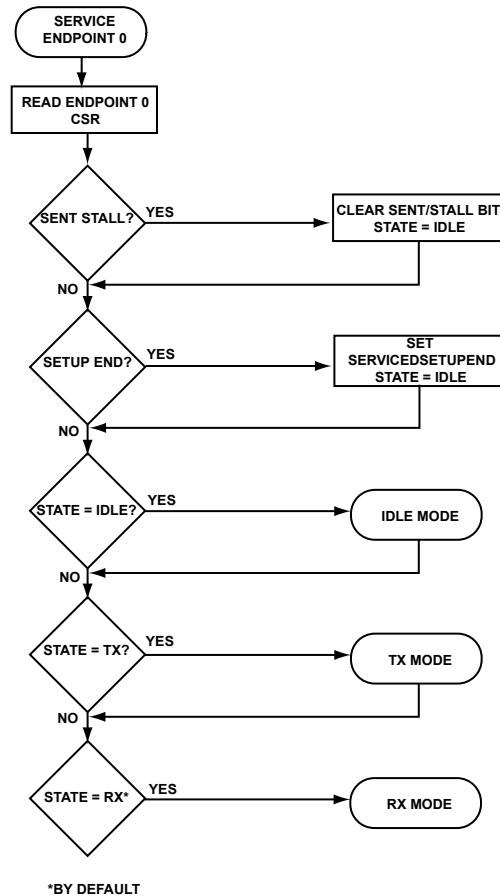 SERVICE
ENDPOINT 0
READ ENDPOINT 0
CSR
SENT STALL?
YES
CLEAR SENT/STALL BIT
STATE = IDLE
NO
SETUP END?
YES
SET
SERVICEDSETUPEND
STATE = IDLE
NO
STATE = IDLE?
YES
IDLE MODE
NO
STATE = TX?
YES
TX MODE
NO
STATE = RX*
YES
RX MODE
*BY DEFAULT